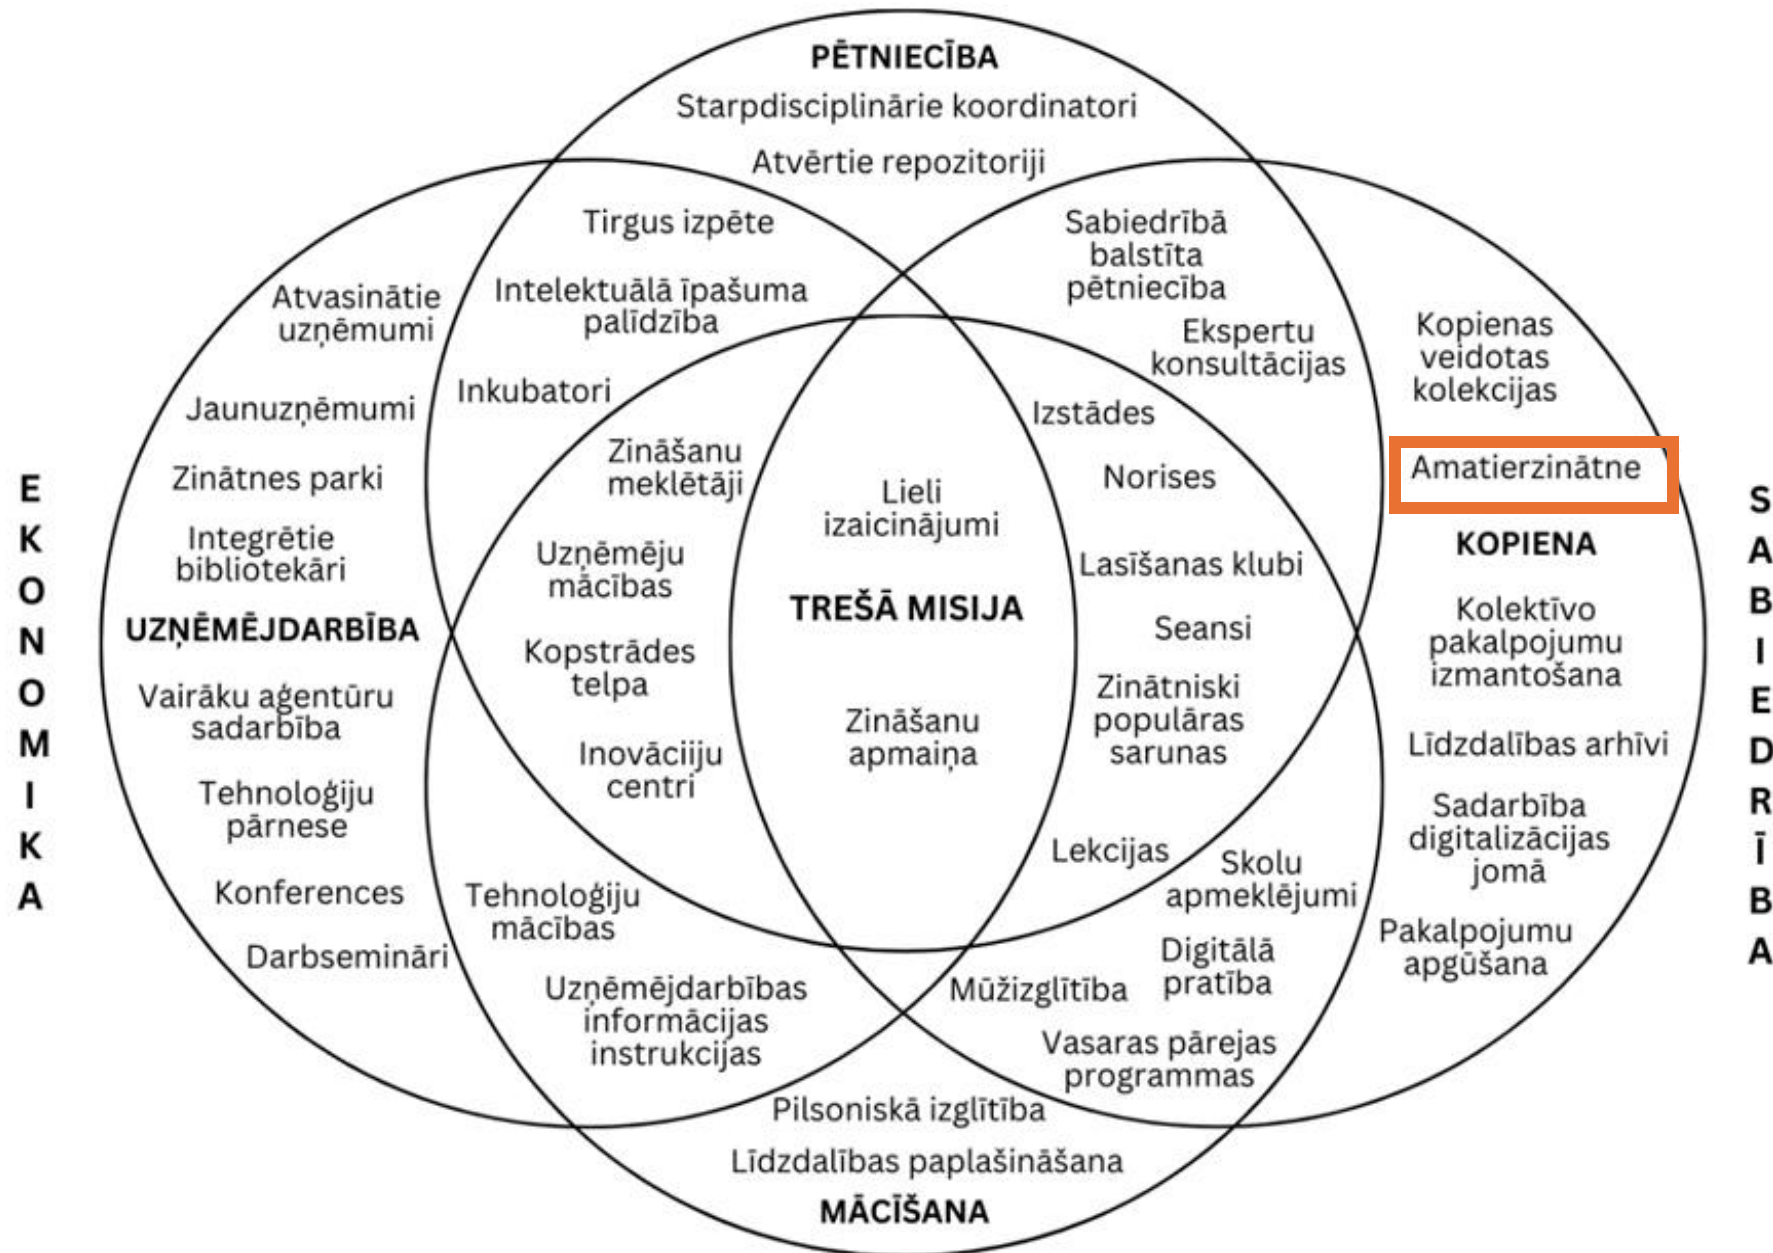 PĒTNIECĪBA
Starpdisciplinārie koordinatori
Atvērtie repozitoriji
Tirgus izpēte
Intelektuālā īpašuma
palīdzība
Inkubatori
Sabiedrībā
balstīta
pētniecība
Ekspertu
konsultācijas
EKONOMIKA
Atvasinātie
uzņēmumi
Jaunuzņēmumi
Zinātnes parki
Integrētie
bibliotekāri
UZŅĒMĒJDARBĪBA
Vairāku aģentūru
sadarbība
Tehnoloģiju
pārnese
Konferences
Darbsemināri
Zināšanu
meklētāji
Uzņēmēju
mācības
Kopstrādes
telpa
Inovāciiju
centri
Lieli
izaicinājumi
TREŠĀ MISIJA
Zināšanu
apmaiņa
Izstādes
Norises
Lasīšanas klubi
Seansi
Zinātniski
populāras
sarunas
Lekcijas
Kopienas
veidotas
kolekcijas
Amatierzinātne
KOPIENA
Kolektīvo
pakalpojumu
izmantošana
Līdzdalības arhīvi
Sadarbība
digitalizācijas
jomā
Pakalpojumu
apgūšana
SABIEDRĪBA
Tehnoloģiju
mācības
Uzņēmējdarbības
informācijas
instrukcijas
Skolu
apmeklējumi
Digitālā
pratība
Mūžizglītība
Vasaras pārejas
programmas
Pilsoniskā izglītība
Līdzdalības paplašināšana
MĀCĪŠANA